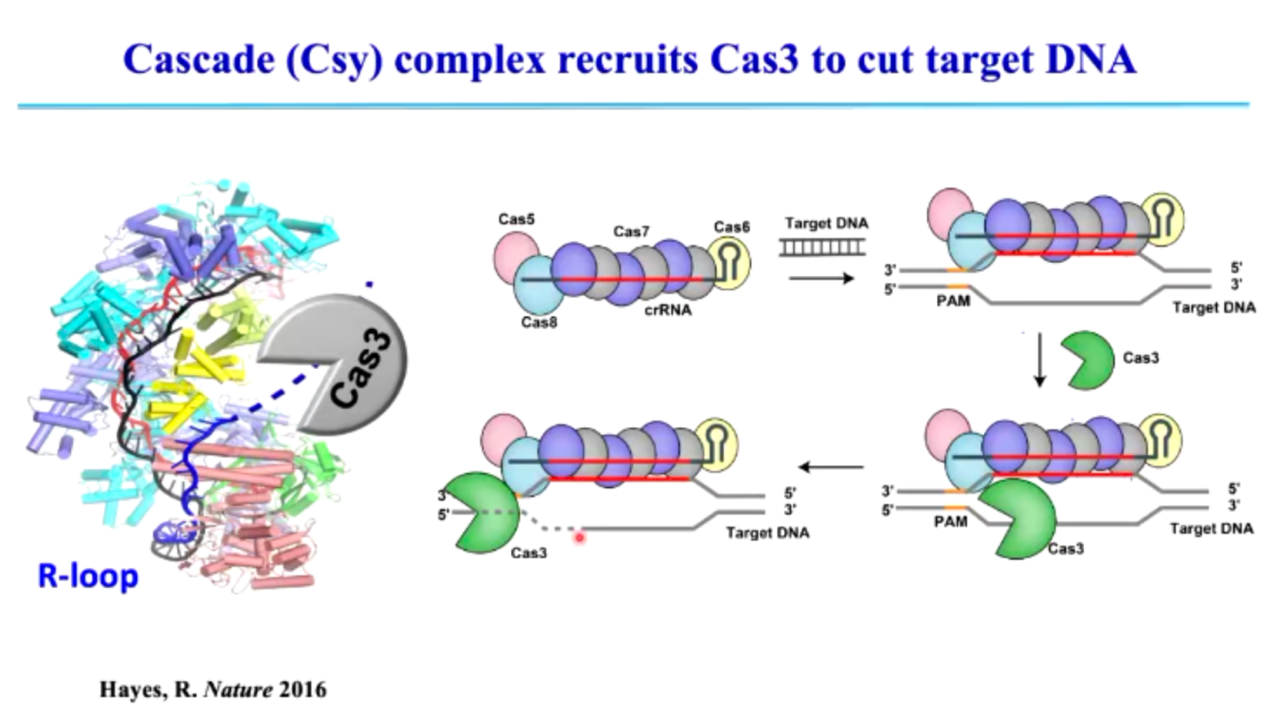 Cascade (Csy) complex recruits Cas3 to cut target DNA
Cas3
R-loop
Hayes, R. Nature 2016
Cas5
Cas7
Cas6
Cas8
crRNA
Target DNA
3'
5'
PAM
5'
3'
Target DNA
Cas3
3'
5'
PAM
Cas3
5'
3'
Target DNA
3'
5'
Cas3
5'
3'
Target DNA